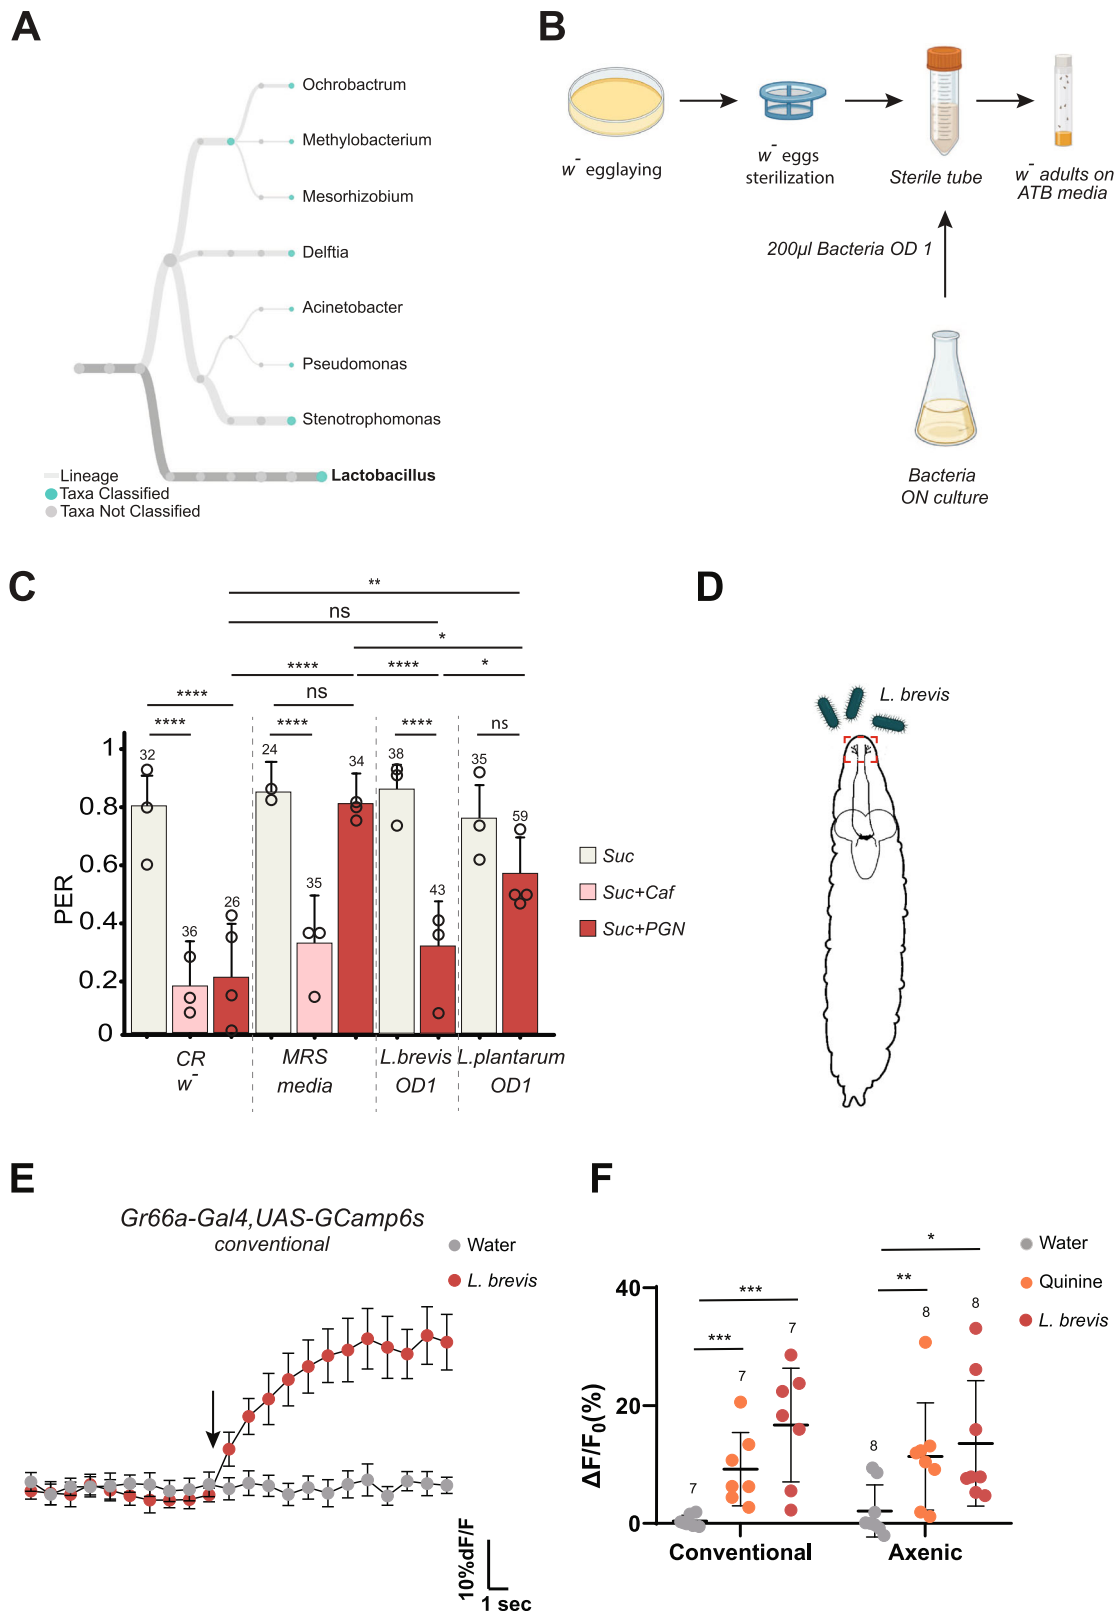 A
Ochrobactrum
Methylobacterium
Mesorhizobium
Delftia
Acinetobacter
Pseudomonas
Stenotrophomonas
Lactobacillus
Lineage
Taxa Classified
Taxa Not Classified
B
w- egglaying
w- eggs
sterilization
Sterile tube
w- adults on
ATB media
200µl Bacteria OD 1
Bacteria
ON culture
C
**
ns
*
**** **** *
**** ns
**** **** **** ns
PER
1
0.8
0.6
0.4
0.2
0
32
36
26
24
35
34
38
43
35
59
Suc
Suc+Caf
Suc+PGN
CR
w-
MRS
media
L.brevis
OD1
L.plantarum
OD1
D
L. brevis
E
Gr66a-Gal4,UAS-GCamp6s
conventional
Water
L. brevis
10%dF/F
1 sec
F
Water
Quinine
L. brevis
ΔF/F0(%)
40
20
0
***
***
7
7
7
*
**
8
8
8
Conventional
Axenic